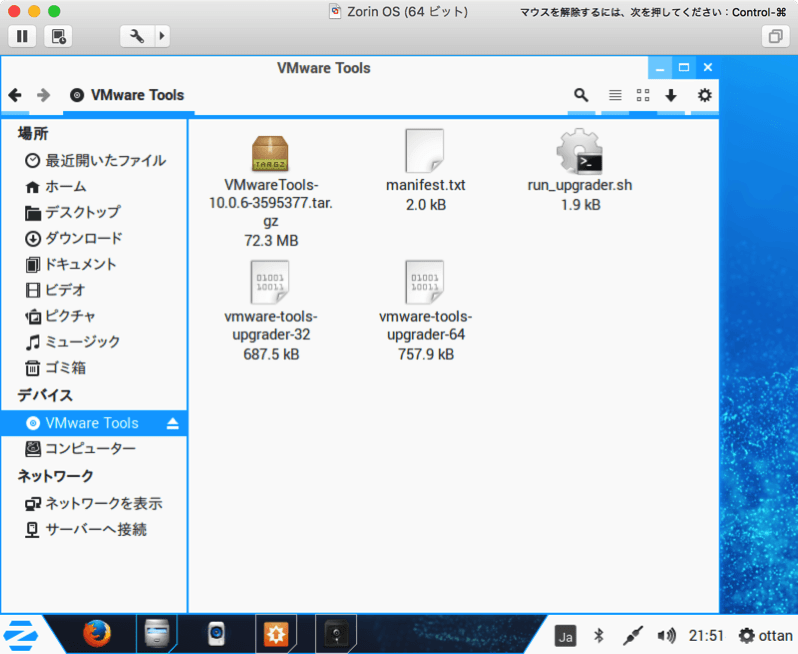 Zorin OS (64 ビット)
マウスを解除するには、次を押してください：Control-⌘
VMware Tools
VMware Tools
場所
最近開いたファイル
ホーム
デスクトップ
ダウンロード
ドキュメント
ビデオ
ピクチャ
ミュージック
ゴミ箱
デバイス
VMware Tools
コンピューター
ネットワーク
ネットワークを表示
サーバーへ接続
TARGZ
VMwareTools-
10.0.6-3595377.tar.
gz
72.3 MB
manifest.txt
2.0 kB
run_upgrader.sh
1.9 kB
01001
10011
vmware-tools-
upgrader-32
687.5 kB
01001
10011
vmware-tools-
upgrader-64
757.9 kB
Ja
21:51
ottan